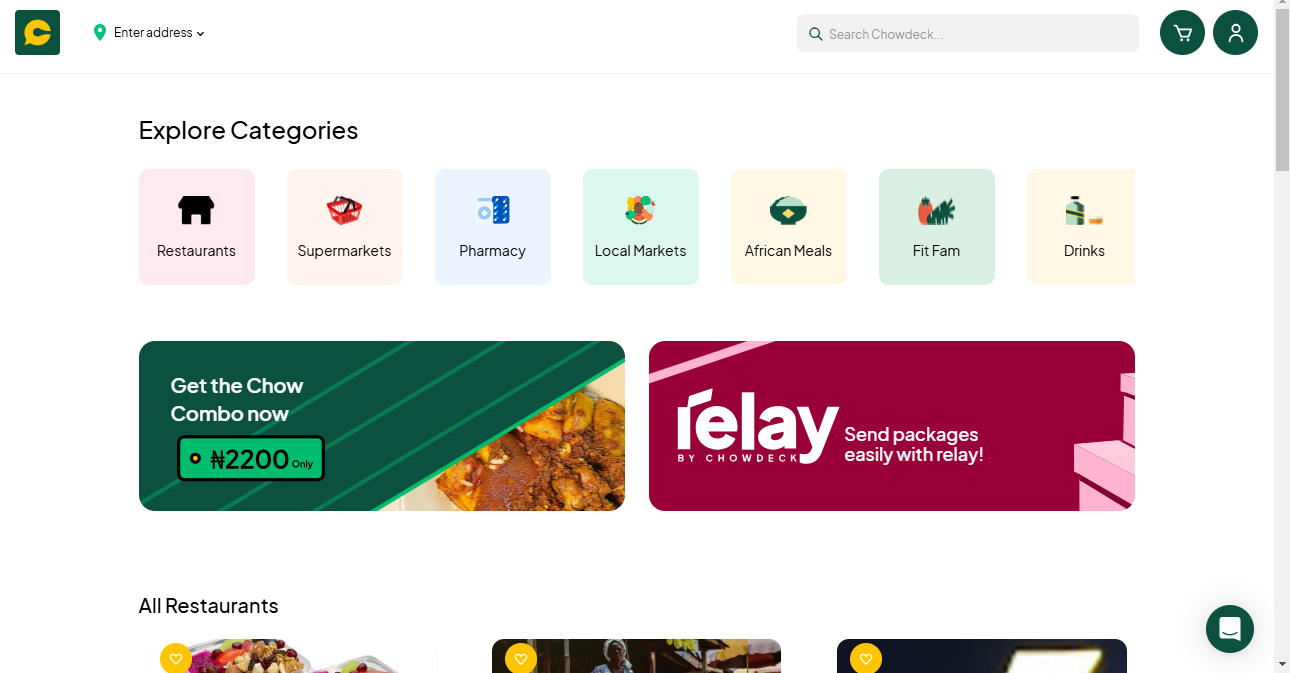 Enter address
Search Chowdeck...
Explore Categories
Restaurants
Supermarkets
Pharmacy
Local Markets
African Meals
Fit Fam
Drinks
Get the Chow
Combo now
₦2200 Only
relay
BY CHOWDECK
Send packages
easily with relay!
All Restaurants